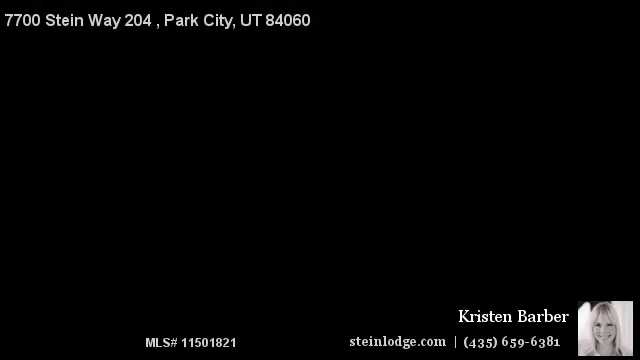 7700 Stein Way 204 , Park City, UT 84060
Kristen Barber
MLS# 11501821
steinlodge.com | (435) 659-6381